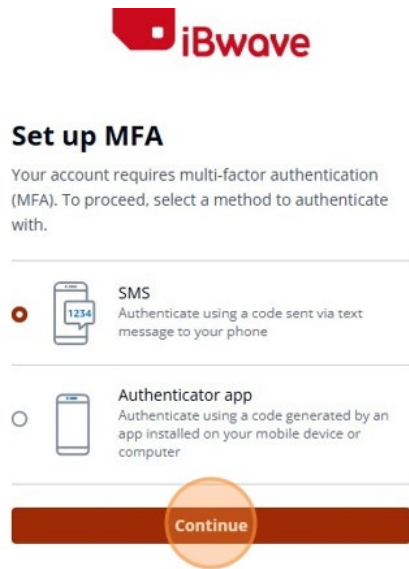 iBwave
Set up MFA
Your account requires multi-factor authentication
(MFA). To proceed, select a method to authenticate
with.
SMS
1234
Authenticate using a code sent via text
message to your phone
Authenticator app
Authenticate using a code generated by an
app installed on your mobile device or
computer
Continue